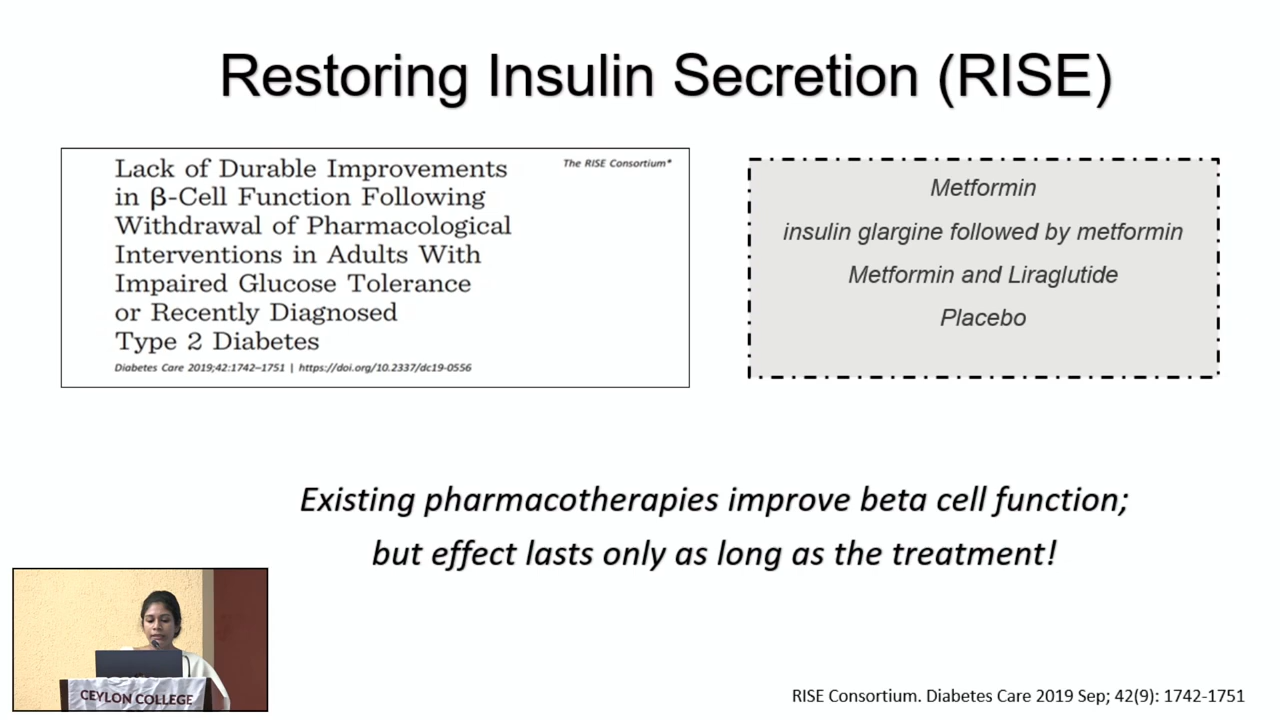 Restoring Insulin Secretion (RISE)
Lack of Durable Improvements
in β-Cell Function Following
Withdrawal of Pharmacological
Interventions in Adults With
Impaired Glucose Tolerance
or Recently Diagnosed
Type 2 Diabetes
The RISE Consortium*
Diabetes Care 2019;42:1742–1751 | https://doi.org/10.2337/dc19-0556
Metformin
insulin glargine followed by metformin
Metformin and Liraglutide
Placebo
Existing pharmacotherapies improve beta cell function;
but effect lasts only as long as the treatment!
CEYLON COLLEGE
RISE Consortium. Diabetes Care 2019 Sep; 42(9): 1742-1751